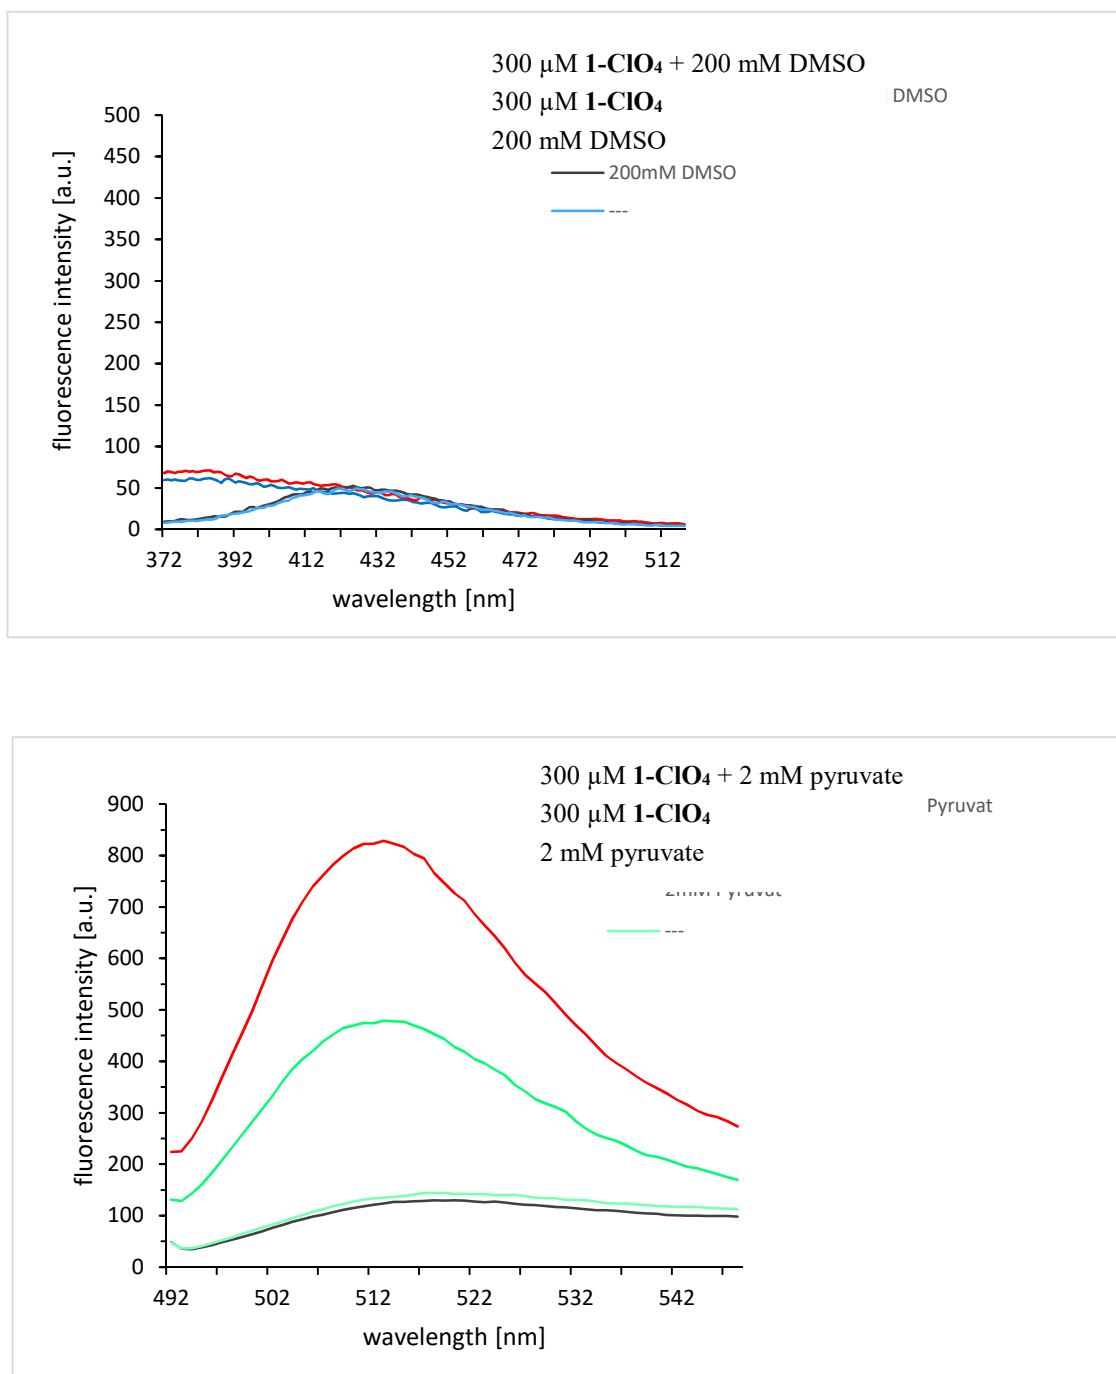 300 µM 1-ClO₄ + 200 mM DMSO
300 µM 1-ClO₄
DMSO
200 mM DMSO
200mM DMSO
---
500
450
400
350
300
250
200
150
100
50
0
fluorescence intensity [a.u.]
372 392 412 432 452 472 492 512
wavelength [nm]
300 µM 1-ClO₄ + 2 mM pyruvate
300 µM 1-ClO₄
Pyruvat
2 mM pyruvate
2mM Pyruvat
---
900
800
700
600
500
400
300
200
100
0
fluorescence intensity [a.u.]
492 502 512 522 532 542
wavelength [nm]